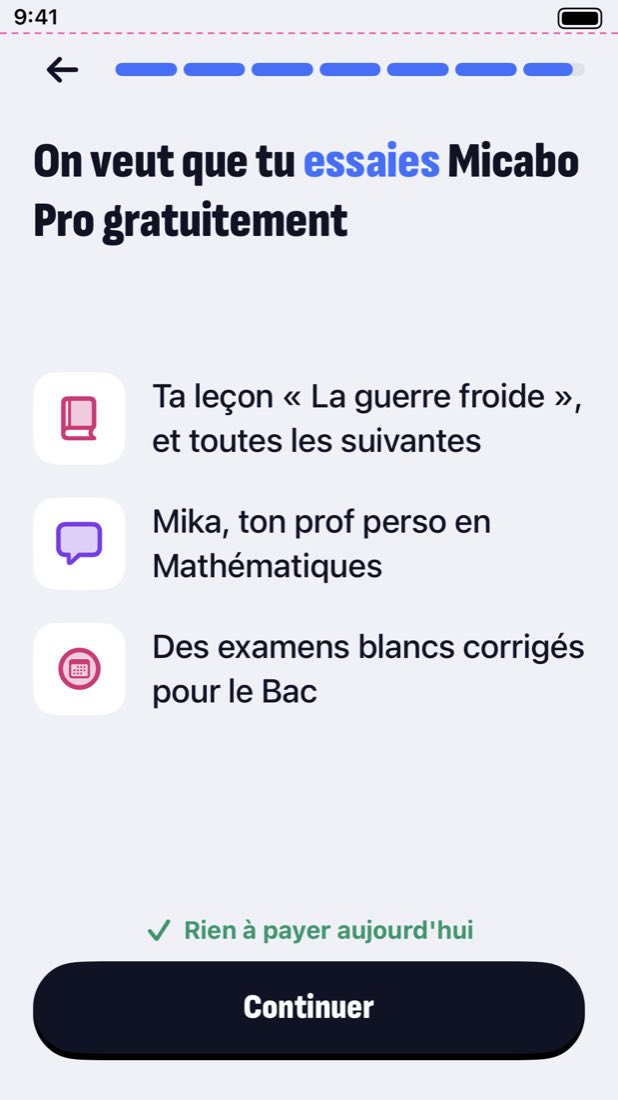 9:41
On veut que tu essaies Micabo
Pro gratuitement
Ta leçon « La guerre froide »,
et toutes les suivantes
Mika, ton prof perso en
Mathématiques
Des examens blancs corrigés
pour le Bac
Rien à payer aujourd'hui
Continuer